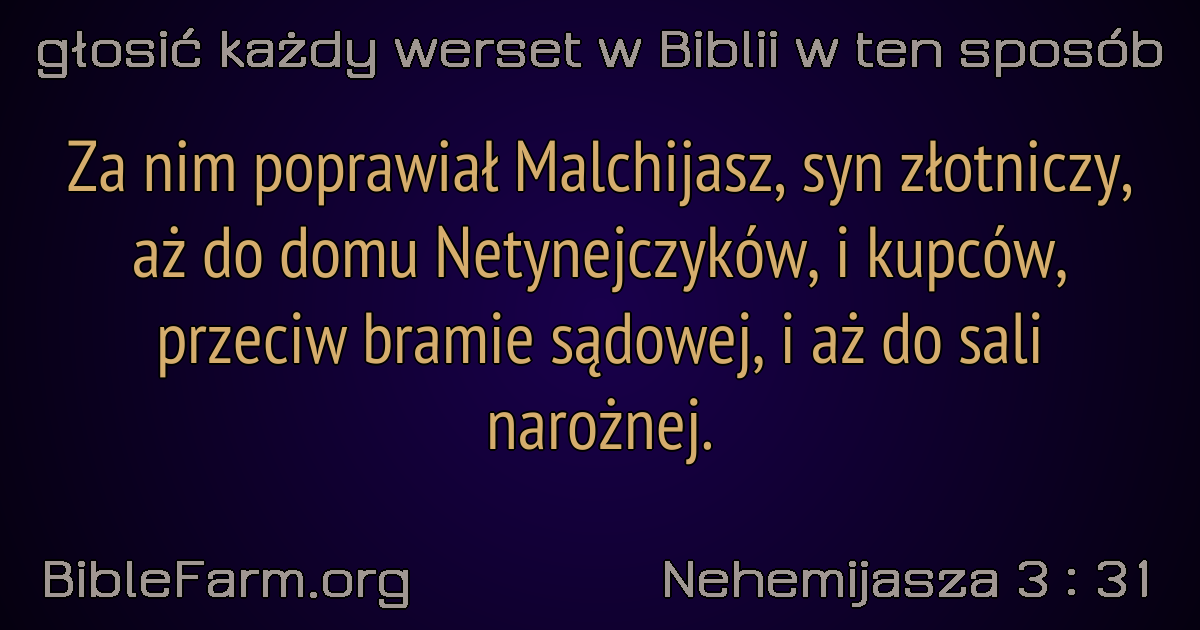 głosić każdy werset w Biblii w ten sposób
Za nim poprawiał Malchijasz, syn złotniczy,
aż do domu Netynejczyków, i kupców,
przeciw bramie sądowej, i aż do sali
narożnej.
BibleFarm.org
Nehemijasza 3 : 31